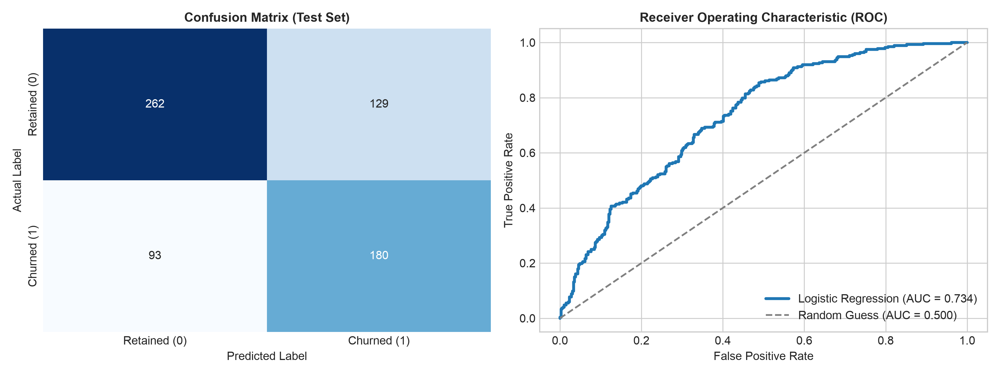 Confusion Matrix (Test Set)
Actual Label
Retained (0)
Churned (1)
262
129
93
180
Retained (0)
Churned (1)
Predicted Label
Receiver Operating Characteristic (ROC)
True Positive Rate
1.0
0.8
0.6
0.4
0.2
0.0
Logistic Regression (AUC = 0.734)
Random Guess (AUC = 0.500)
0.0
0.2
0.4
0.6
0.8
1.0
False Positive Rate